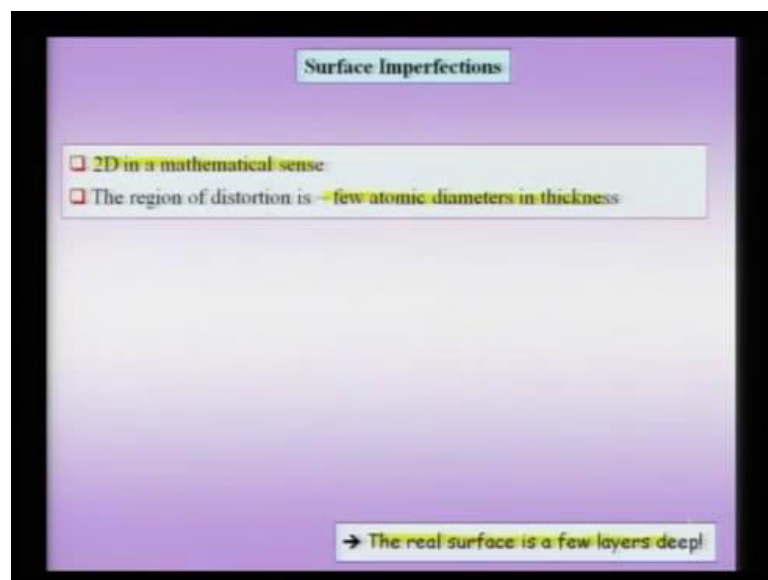 Surface Imperfections
❑ 2D in a mathematical sense
❑ The region of distortion is ~ few atomic diameters in thickness
→ The real surface is a few layers deep!